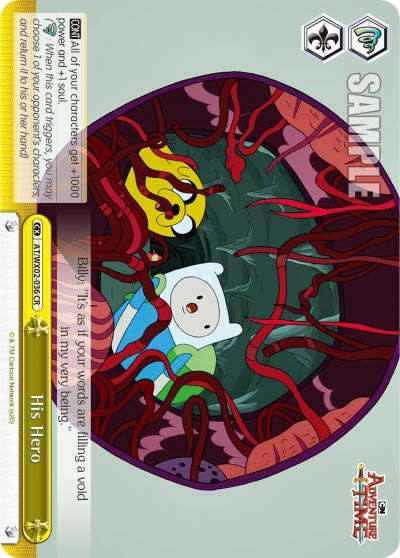 SAMPLE
[CONT] All of your characters get +1000
power and +1 soul.
( : When this card triggers, you may
choose 1 of your opponent's characters,
and return it to his or her hand)
Billy: "It's as if your words are filling a void
in my very being."
CX AT/WX02-036 CR
His Hero
© & TM Cartoon Network (s20)
CN
ADVENTURE
TIME